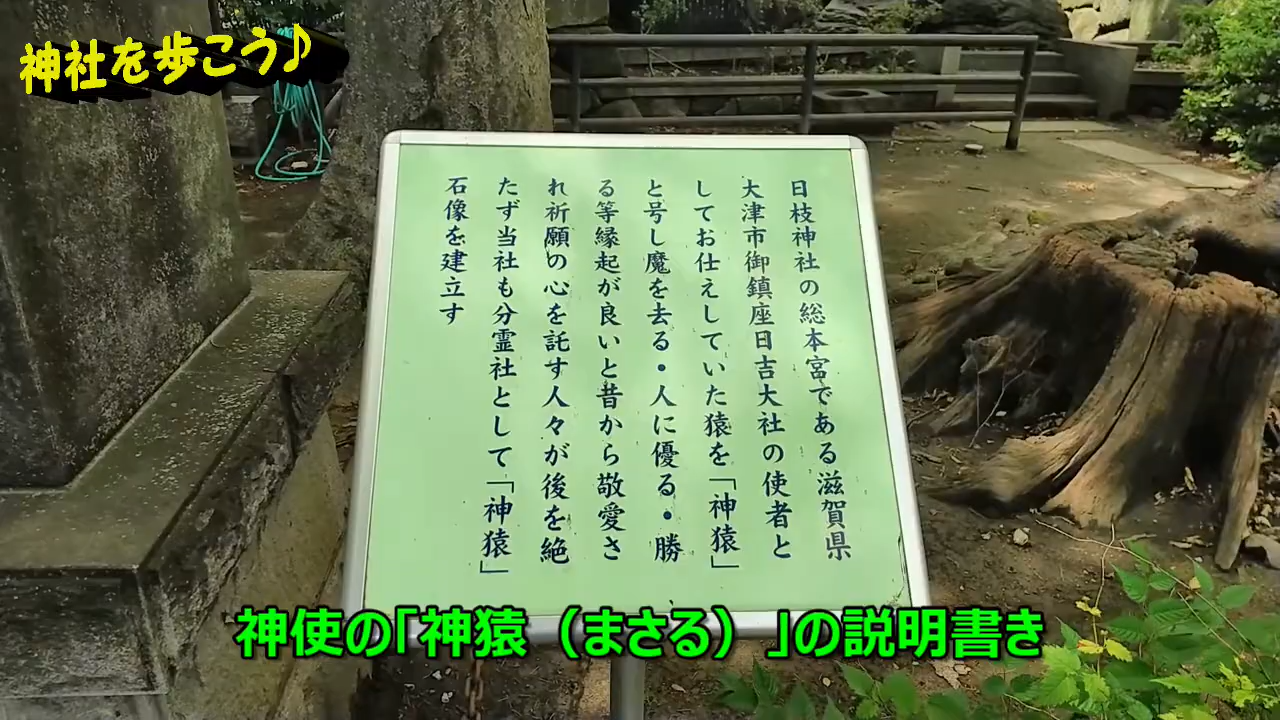 神社を歩こう♪
日枝神社の総本宮である滋賀県
大津市御鎮座日吉大社の使者と
してお仕えしていた猿を「神猿」
と号し魔を去る・人に優る・勝
る等縁起が良いと昔から敬愛さ
れ祈願の心を託す人々が後を絶
たず当社も分霊社として「神猿」
石像を建立す
神使の「神猿（まさる）」の説明書き